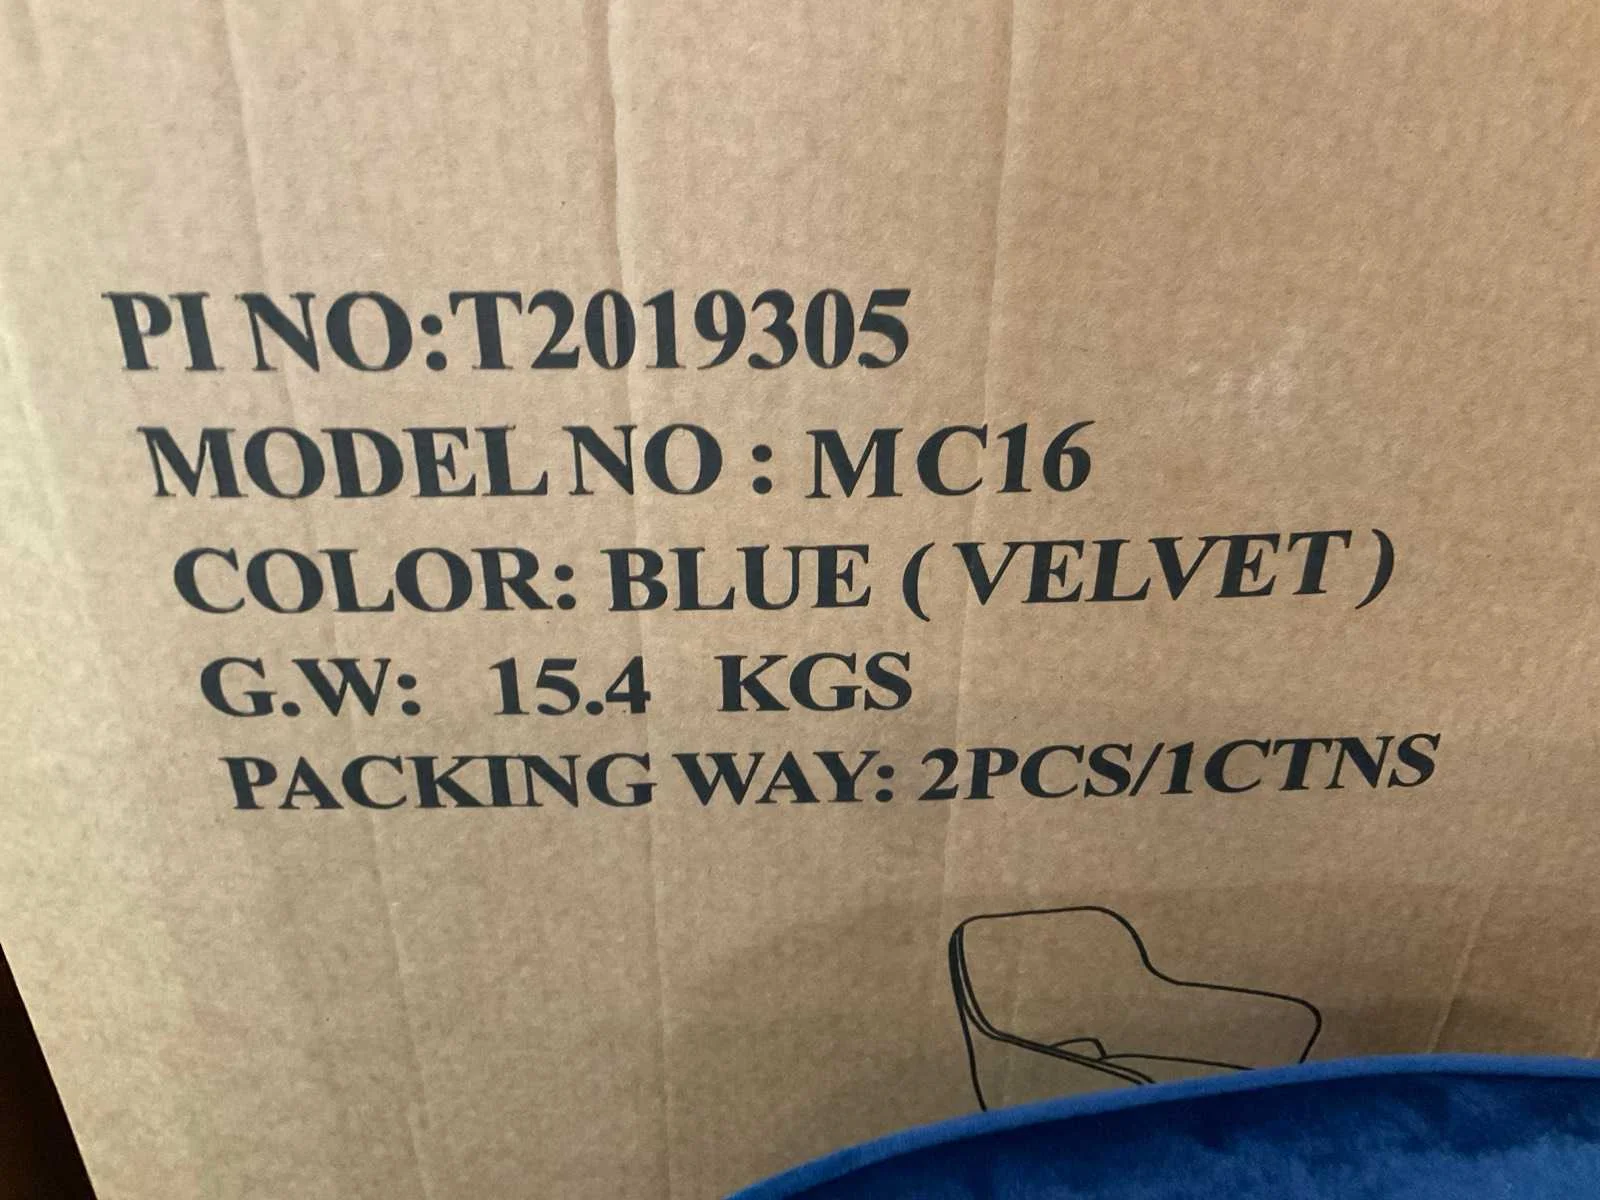 PI NO:T2019305
MODEL NO : MC16
COLOR: BLUE ( VELVET )
G.W: 15.4 KGS
PACKING WAY: 2PCS/1CTNS